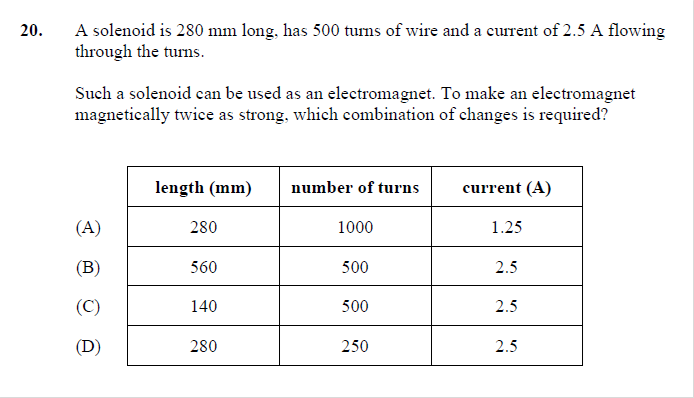 20. A solenoid is 280 mm long, has 500 turns of wire and a current of 2.5 A flowing
through the turns.
Such a solenoid can be used as an electromagnet. To make an electromagnet
magnetically twice as strong, which combination of changes is required?
length (mm) number of turns current (A)
(A) 280 1000 1.25
(B) 560 500 2.5
(C) 140 500 2.5
(D) 280 250 2.5